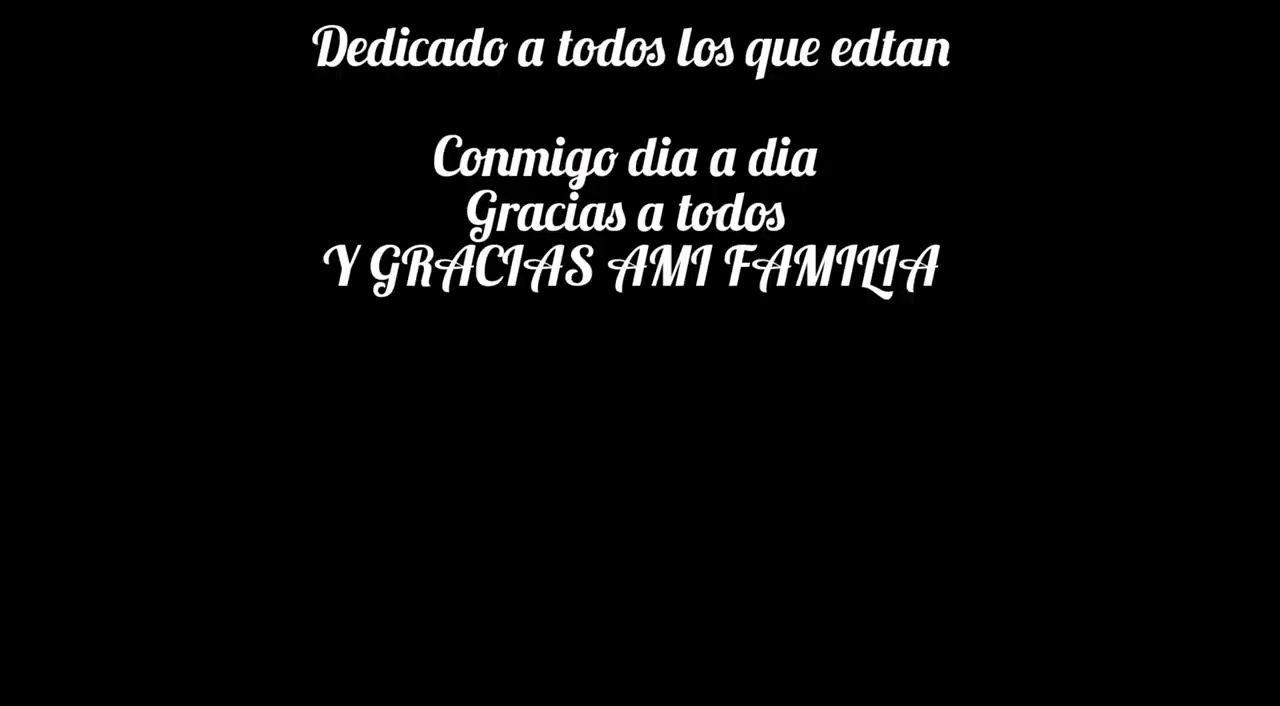 Dedicado a todos los que edtan
Conmigo dia a dia
Gracias a todos
Y GRACIAS AMI FAMILIA